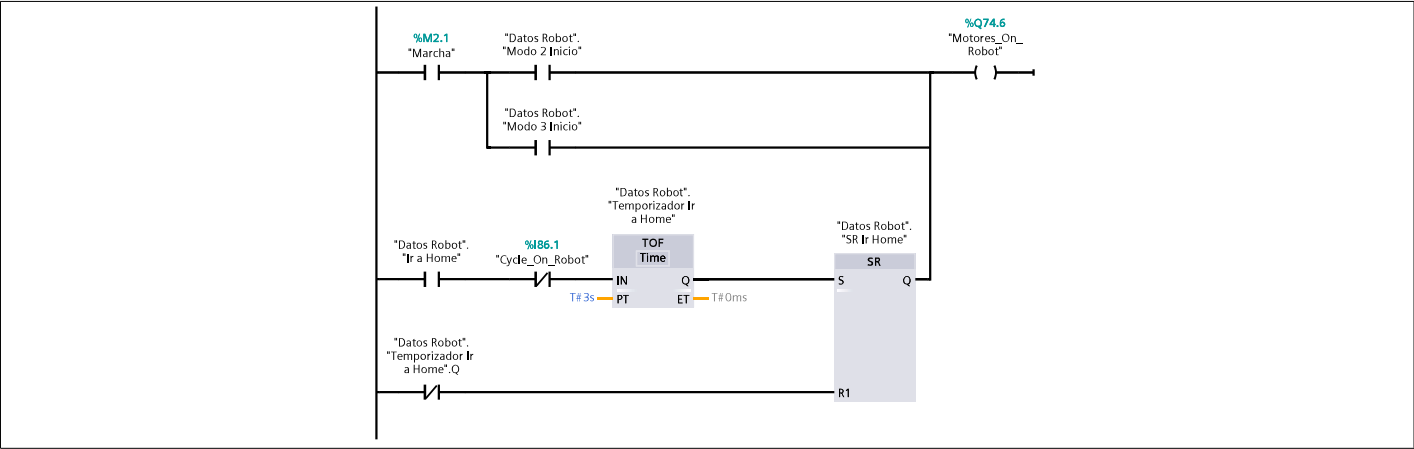 %M2.1
"Marcha"
"Datos Robot".
"Modo 2 Inicio"
%Q74.6
"Motores_On_
Robot"
"Datos Robot".
"Modo 3 Inicio"
"Datos Robot".
"Ir a Home"
%I86.1
"Cycle_On_Robot"
"Datos Robot".
"Temporizador Ir
a Home"
TOF
Time
IN
Q
T#3s
PT
ET
T#0ms
"Datos Robot".
"SR Ir Home"
SR
S
Q
R1
"Datos Robot".
"Temporizador Ir
a Home".Q